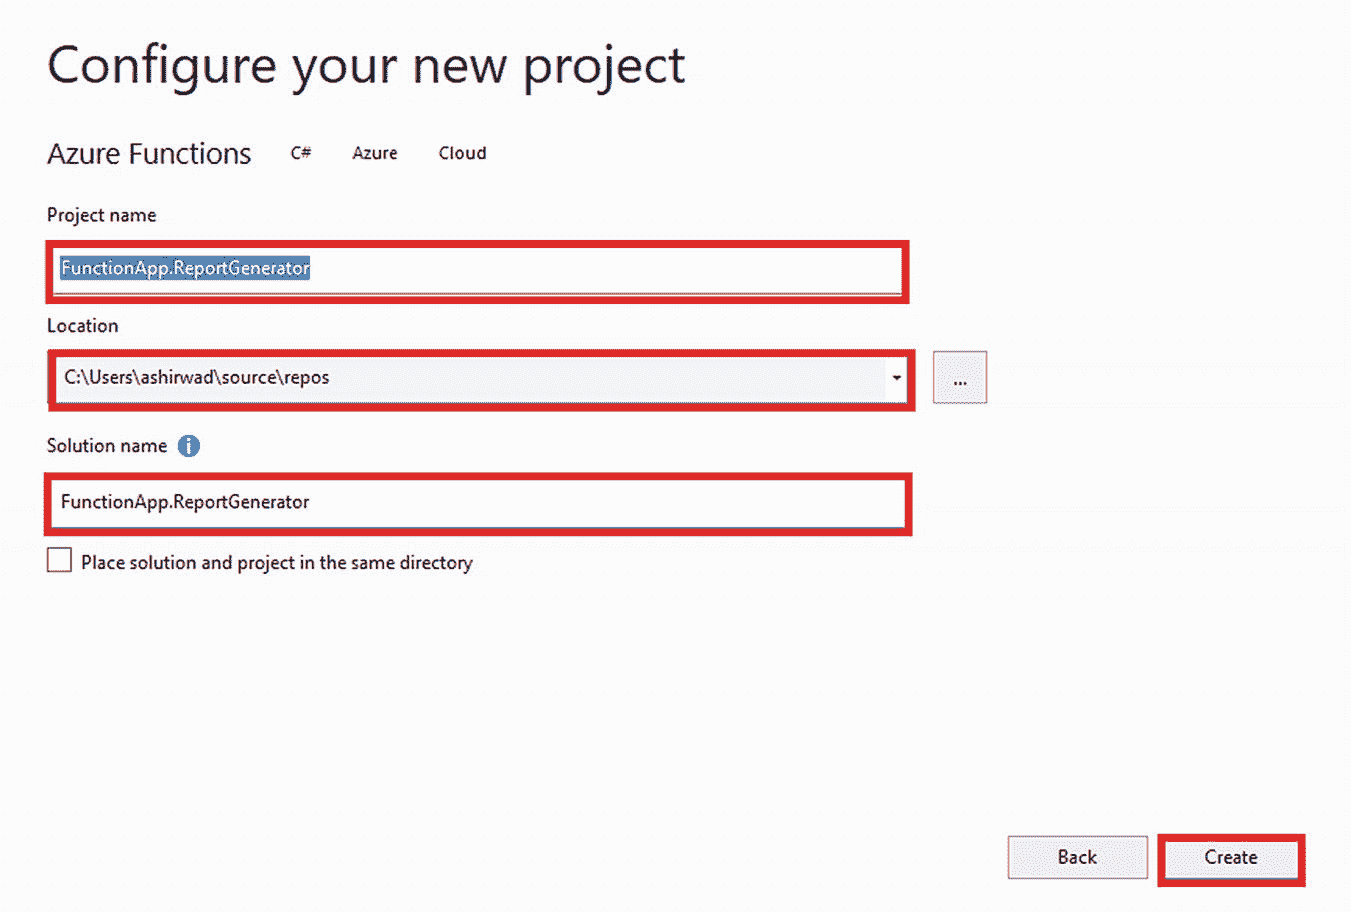 Configure your new project
Azure Functions C# Azure Cloud
Project name
FunctionApp.ReportGenerator
Location
C:\Users\ashirwad\source\repos
...
Solution name i
FunctionApp.ReportGenerator
Place solution and project in the same directory
Back Create